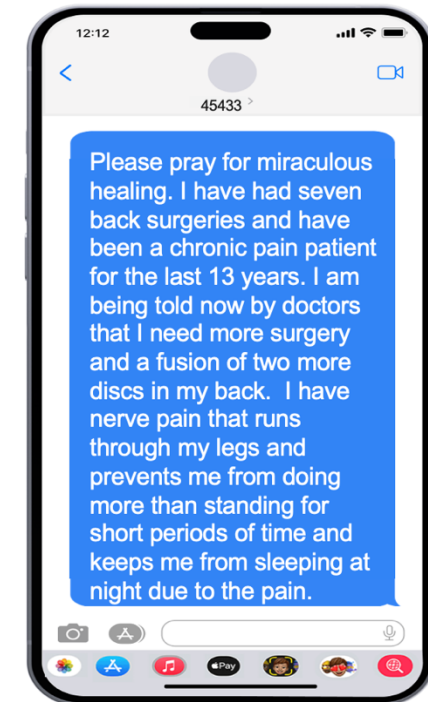 12:12
45433
Please pray for miraculous
healing. I have had seven
back surgeries and have
been a chronic pain patient
for the last 13 years. I am
being told now by doctors
that I need more surgery
and a fusion of two more
discs in my back.  I have
nerve pain that runs
through my legs and
prevents me from doing
more than standing for
short periods of time and
keeps me from sleeping at
night due to the pain.
Pay